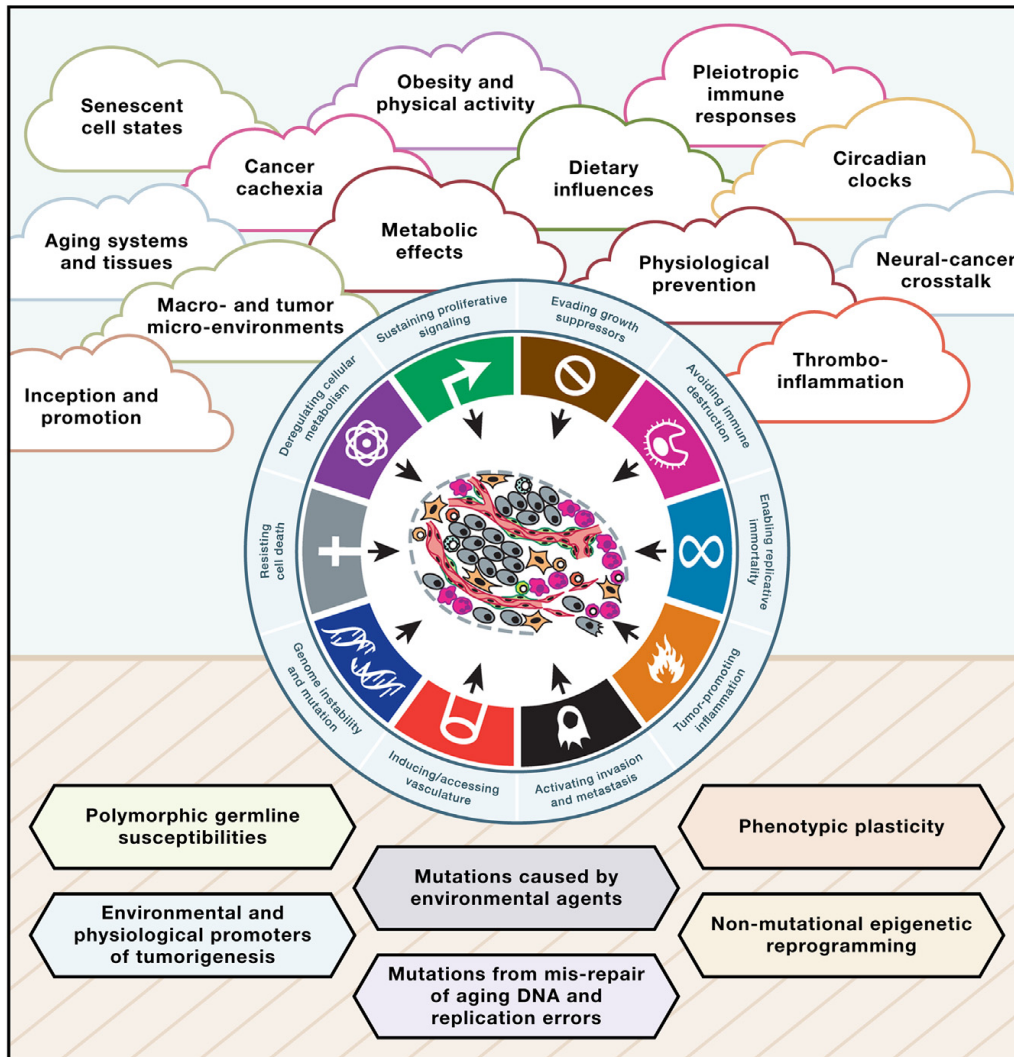 Senescent
cell states
Obesity and
physical activity
Pleiotropic
immune
responses
Cancer
cachexia
Dietary
influences
Circadian
clocks
Aging systems
and tissues
Metabolic
effects
Physiological
prevention
Neural-cancer
crosstalk
Macro- and tumor
micro-environments
Thrombo-
inflammation
Inception and
promotion
Sustaining proliferative
signaling
Evading growth
suppressors
Avoiding immune
destruction
Enabling replicative
immortality
Tumor-promoting
inflammation
Activating invasion
and metastasis
Inducing/accessing
vasculature
Genome instability
and mutation
Resisting
cell death
Deregulating cellular
metabolism
Polymorphic germline
susceptibilities
Phenotypic plasticity
Mutations caused by
environmental agents
Environmental and
physiological promoters
of tumorigenesis
Non-mutational epigenetic
reprogramming
Mutations from mis-repair
of aging DNA and
replication errors